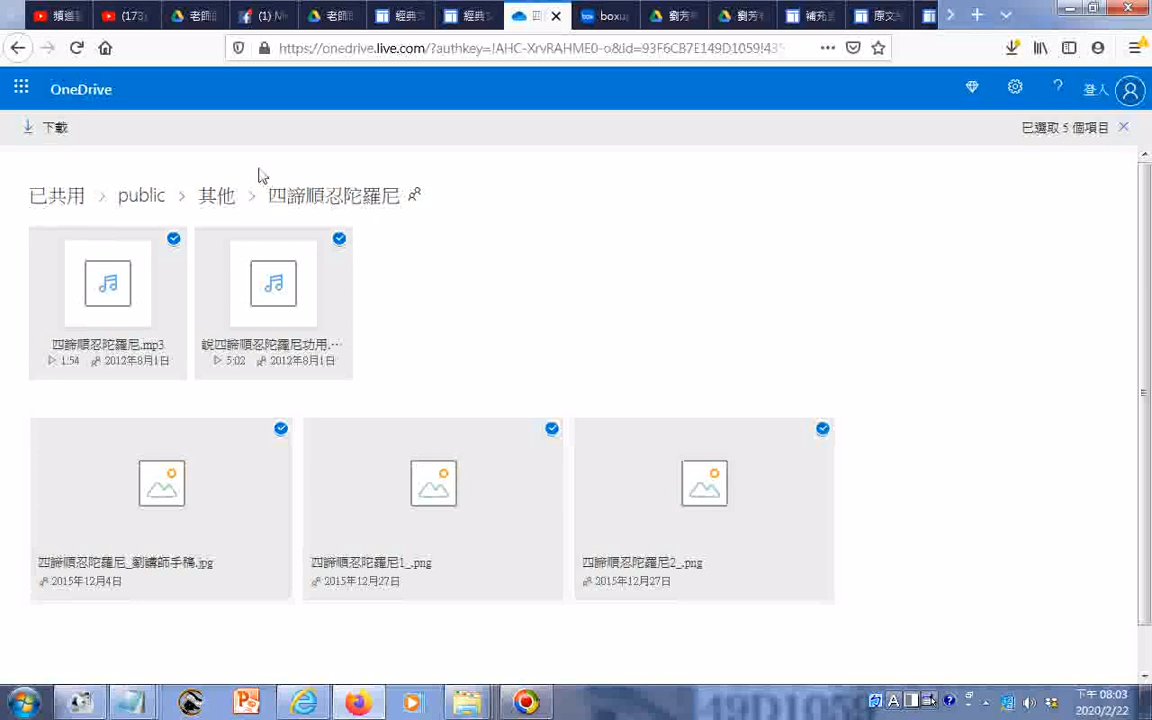 (173
老師
(1)
老師
經典
經典
四
boxu
劉芳
劉芳
補充
原文
https://onedrive.live.com/?authkey=!AHC-XrvRAHME0-o&id=93F6CB7E149D1059!435
OneDrive
登入
下載
已選取 5 個項目
已共用 > public > 其他 > 四諦順忍陀羅尼
四諦順忍陀羅尼.mp3
1:54 2012年8月1日
說四諦順忍陀羅尼功用....
5:02 2012年8月1日
四諦順忍陀羅尼_劉講師手稿.jpg
2015年12月4日
四諦順忍陀羅尼1_.png
2015年12月27日
四諦順忍陀羅尼2_.png
2015年12月27日
下午 08:03
2020/2/22